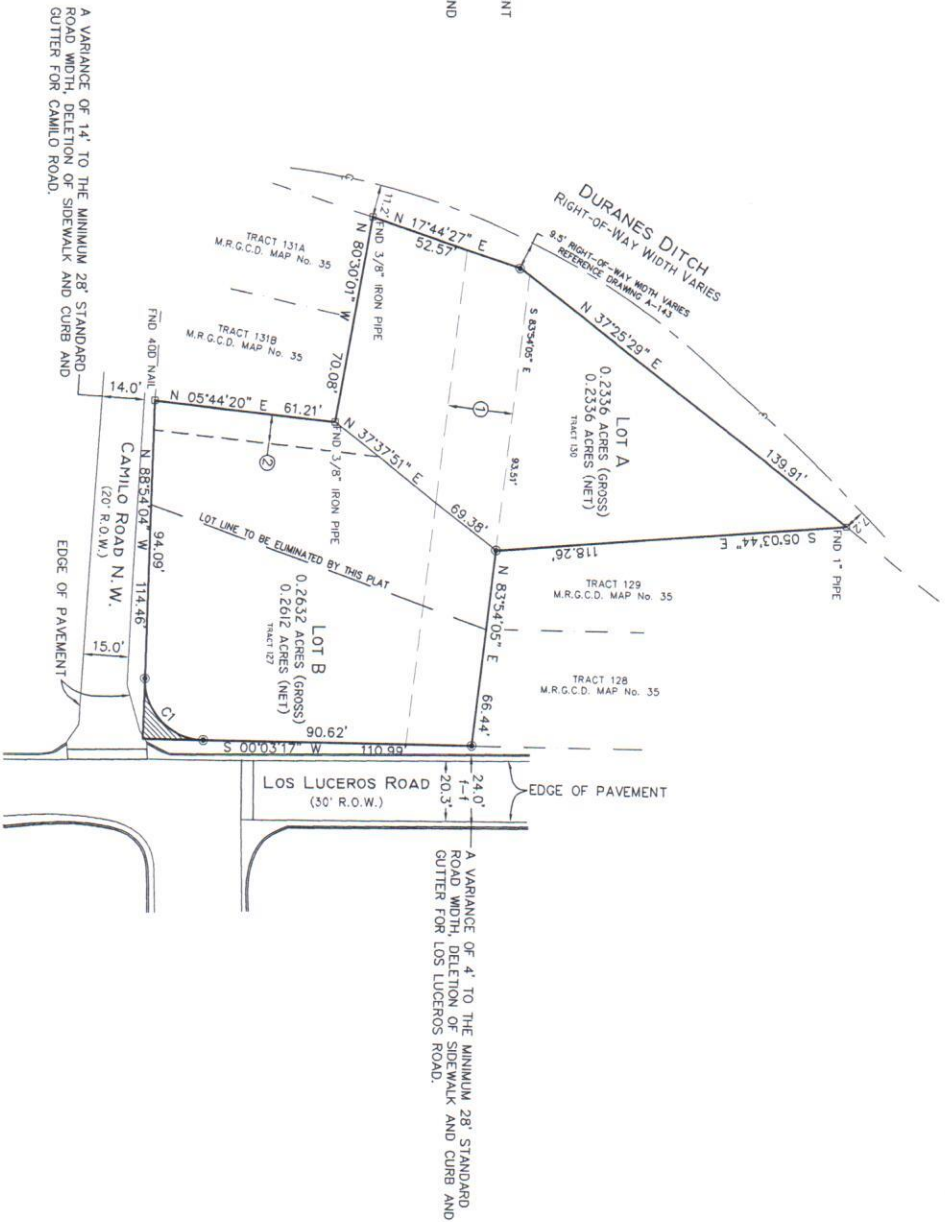 NT
ND
DURANES DITCH
RIGHT-OF-WAY WIDTH VARIES
9.5' RIGHT-OF-WAY WIDTH VARIES
REFERENCE DRAWING A-143
N 37°25'29" E
139.91'
FND 1" PIPE
11.2'
N 17°44'27" E
52.57'
FND 3/8" IRON PIPE
TRACT 131A
M.R.G.C.D. MAP No. 35
N 80°30'01" W
70.08'
TRACT 131B
M.R.G.C.D. MAP No. 35
S 83°54'05" E
93.51'
1
LOT A
0.2336 ACRES (GROSS)
0.2336 ACRES (NET)
TRACT 130
S 05°03'44" E
118.26'
TRACT 129
M.R.G.C.D. MAP No. 35
TRACT 128
M.R.G.C.D. MAP No. 35
N 37°37'51" E
69.38'
FND 3/8" IRON PIPE
N 05°44'20" E 61.21'
2
FND 40D NAIL
14.0'
N 83°54'05" E
66.44'
LOT LINE TO BE ELIMINATED BY THIS PLAT
LOT B
0.2632 ACRES (GROSS)
0.2612 ACRES (NET)
TRACT 127
N 88°54'04" W
94.09'
114.46'
CAMILO ROAD N.W.
(20' R.O.W.)
15.0'
EDGE OF PAVEMENT
C1
90.62'
S 00°03'17" W
110.99'
LOS LUCEROS ROAD
(30' R.O.W.)
24.0'
f-f
20.3'
EDGE OF PAVEMENT
A VARIANCE OF 14' TO THE MINIMUM 28' STANDARD
ROAD WIDTH, DELETION OF SIDEWALK AND CURB AND
GUTTER FOR CAMILO ROAD.
A VARIANCE OF 4' TO THE MINIMUM 28' STANDARD
ROAD WIDTH, DELETION OF SIDEWALK AND CURB AND
GUTTER FOR LOS LUCEROS ROAD.